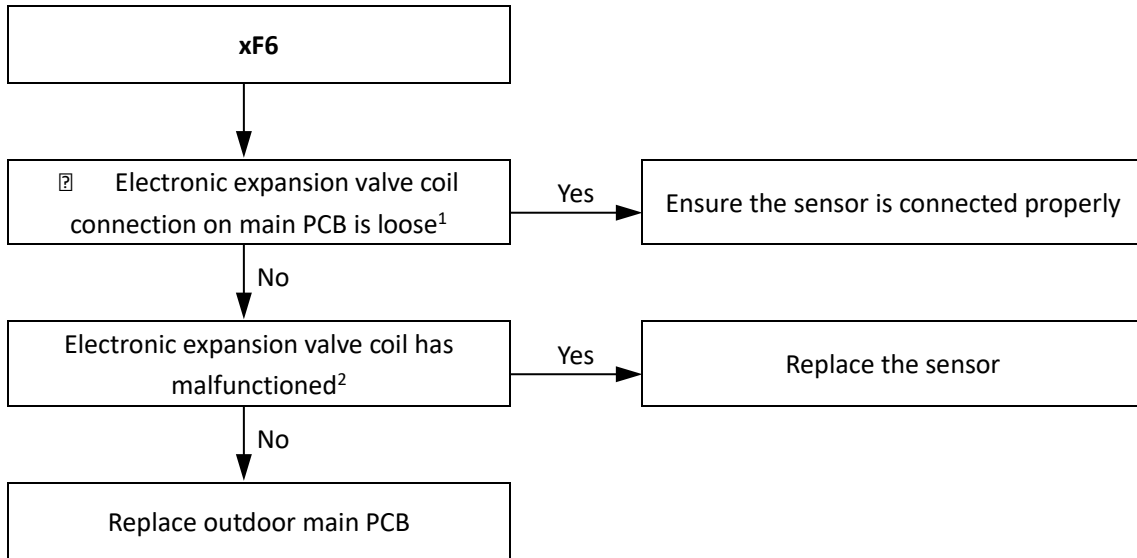 xF6
Electronic expansion valve coil
connection on main PCB is loose¹
Yes
Ensure the sensor is connected properly
No
Electronic expansion valve coil has
malfunctioned²
Yes
Replace the sensor
No
Replace outdoor main PCB